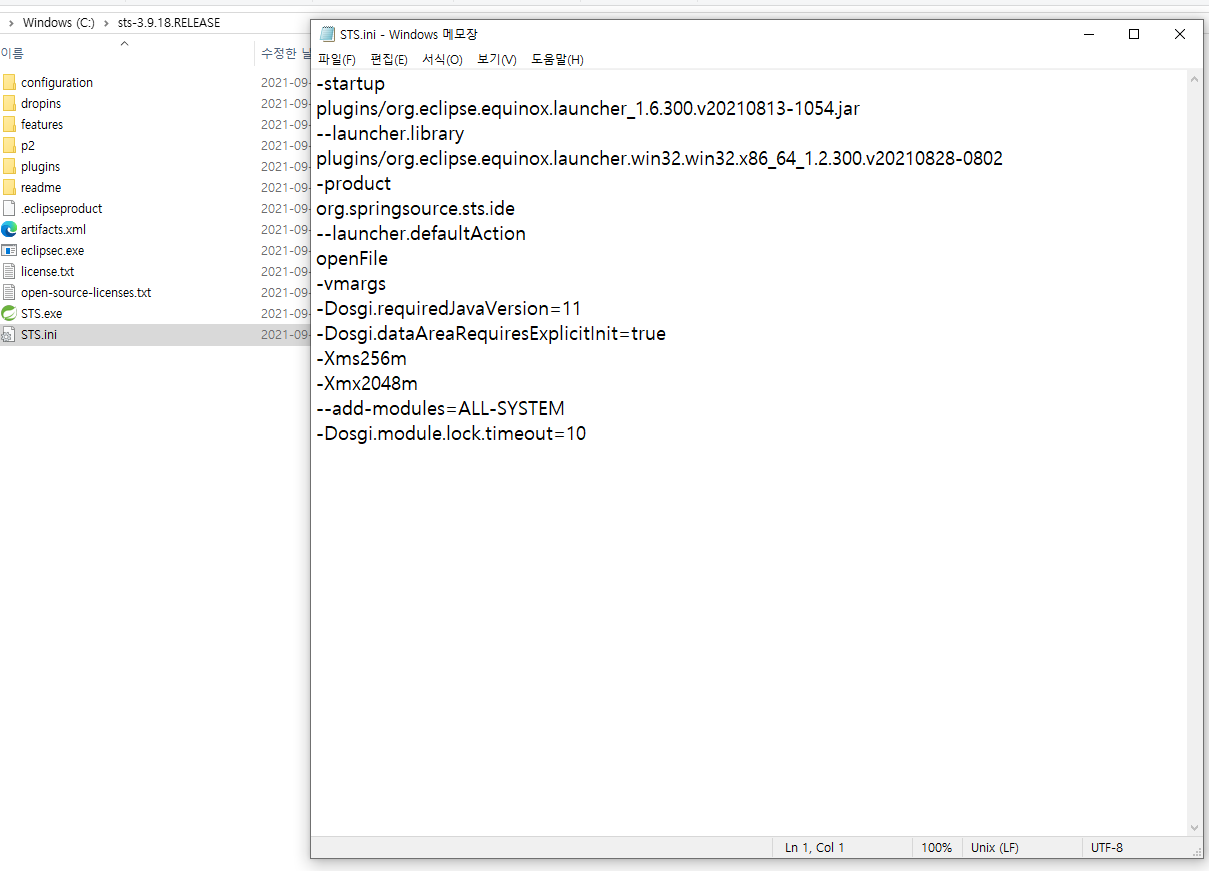 Windows (C:) sts-3.9.18.RELEASE
이름 수정한 날
configuration 2021-09-
dropins 2021-09-
features 2021-09-
p2 2021-09-
plugins 2021-09-
readme 2021-09-
.eclipseproduct 2021-09-
artifacts.xml 2021-09-
eclipsec.exe 2021-09-
license.txt 2021-09-
open-source-licenses.txt 2021-09-
STS.exe 2021-09-
STS.ini 2021-09-
STS.ini - Windows 메모장
파일(F) 편집(E) 서식(O) 보기(V) 도움말(H)
-startup
plugins/org.eclipse.equinox.launcher_1.6.300.v20210813-1054.jar
--launcher.library
plugins/org.eclipse.equinox.launcher.win32.win32.x86_64_1.2.300.v20210828-0802
-product
org.springsource.sts.ide
--launcher.defaultAction
openFile
-vmargs
-Dosgi.requiredJavaVersion=11
-Dosgi.dataAreaRequiresExplicitInit=true
-Xms256m
-Xmx2048m
--add-modules=ALL-SYSTEM
-Dosgi.module.lock.timeout=10
Ln 1, Col 1 100% Unix (LF) UTF-8